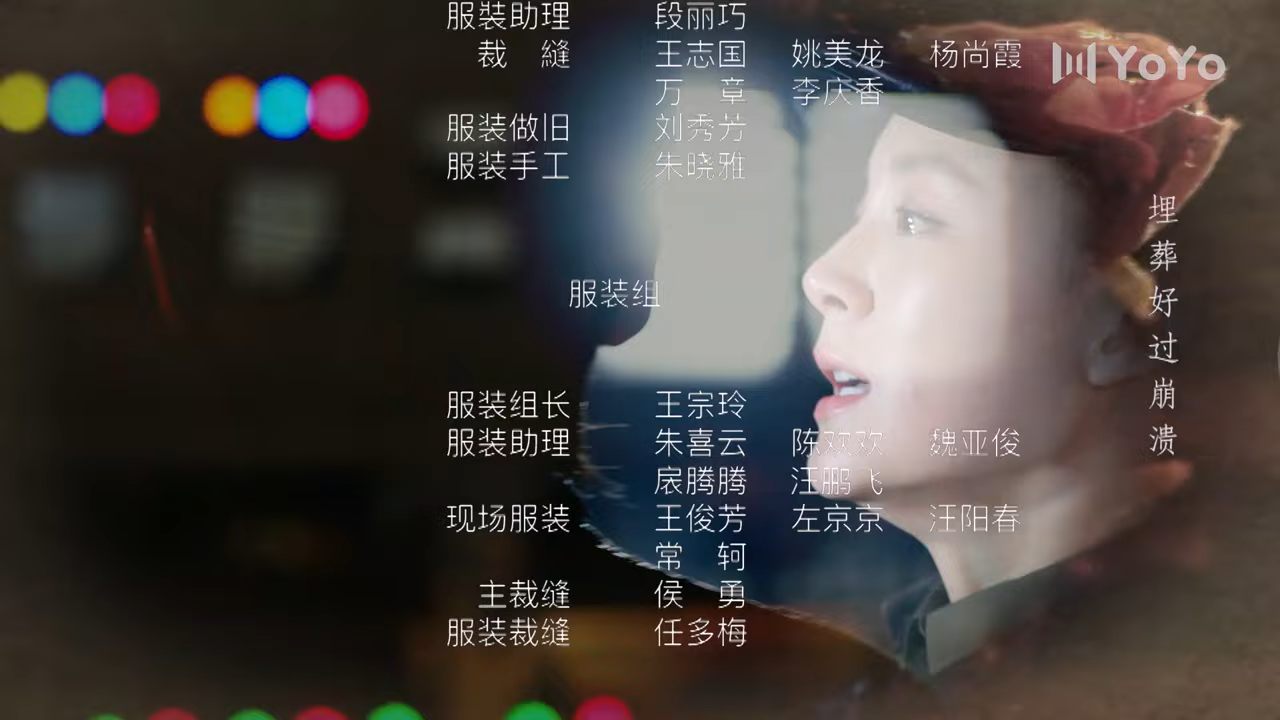 服装助理 段丽巧
裁 縫 王志国 姚美龙 杨尚霞
万 章 李庆香
服装做旧 刘秀芳
服装手工 朱晓雅
服装组
服装组长 王宗玲
服装助理 朱喜云 陈欢欢 魏亚俊
扆腾腾 汪鹏飞
现场服装 王俊芳 左京京 汪阳春
常 轲
主裁缝 侯 勇
服装裁缝 任多梅
YoYo
埋葬好过崩溃